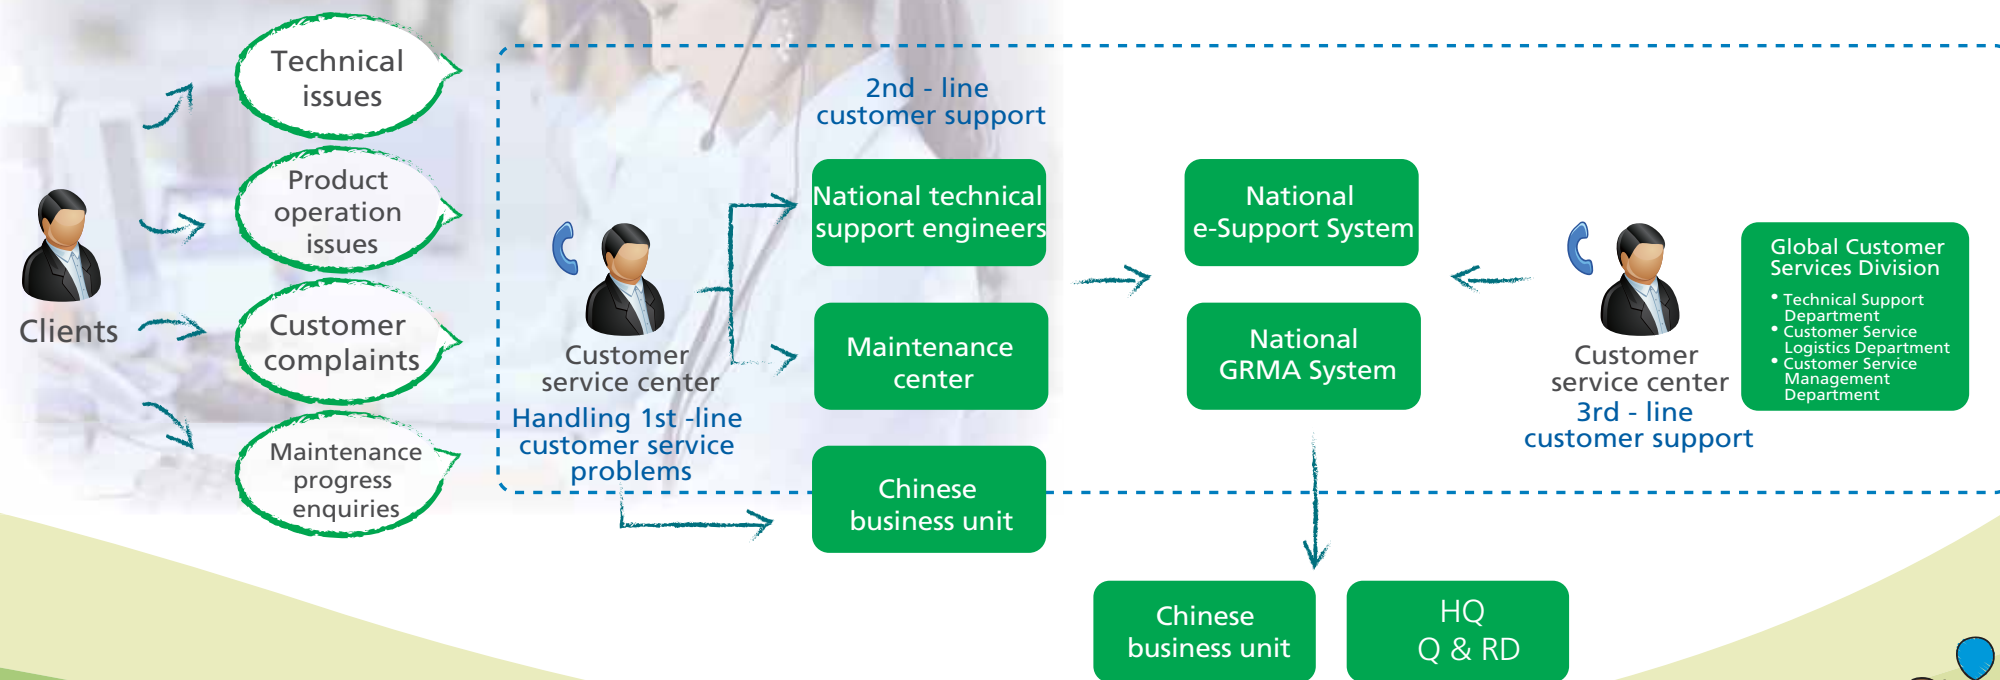 Technical
issues
Product
operation
issues
Customer
complaints
Maintenance
progress
enquiries
Clients
Customer
service center
Handling 1st -line
customer service
problems
2nd - line
customer support
National technical
support engineers
Maintenance
center
Chinese
business unit
National
e-Support System
National
GRMA System
Customer
service center
3rd - line
customer support
Global Customer
Services Division
• Technical Support
Department
• Customer Service
Logistics Department
• Customer Service
Management
Department
Chinese
business unit
HQ
Q & RD